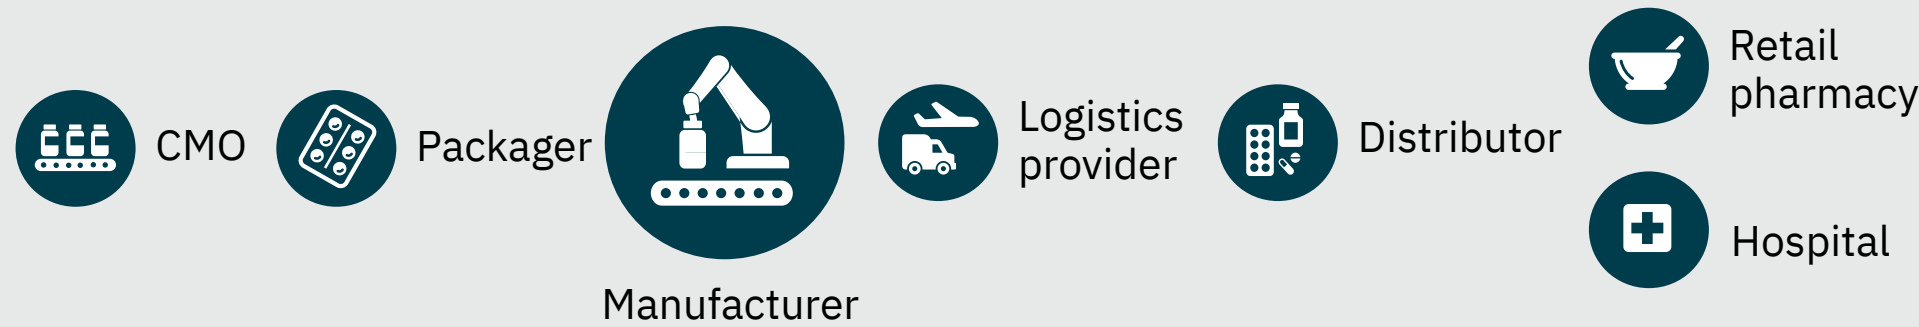 CMO
Packager
Manufacturer
Logistics
provider
Distributor
Retail
pharmacy
Hospital